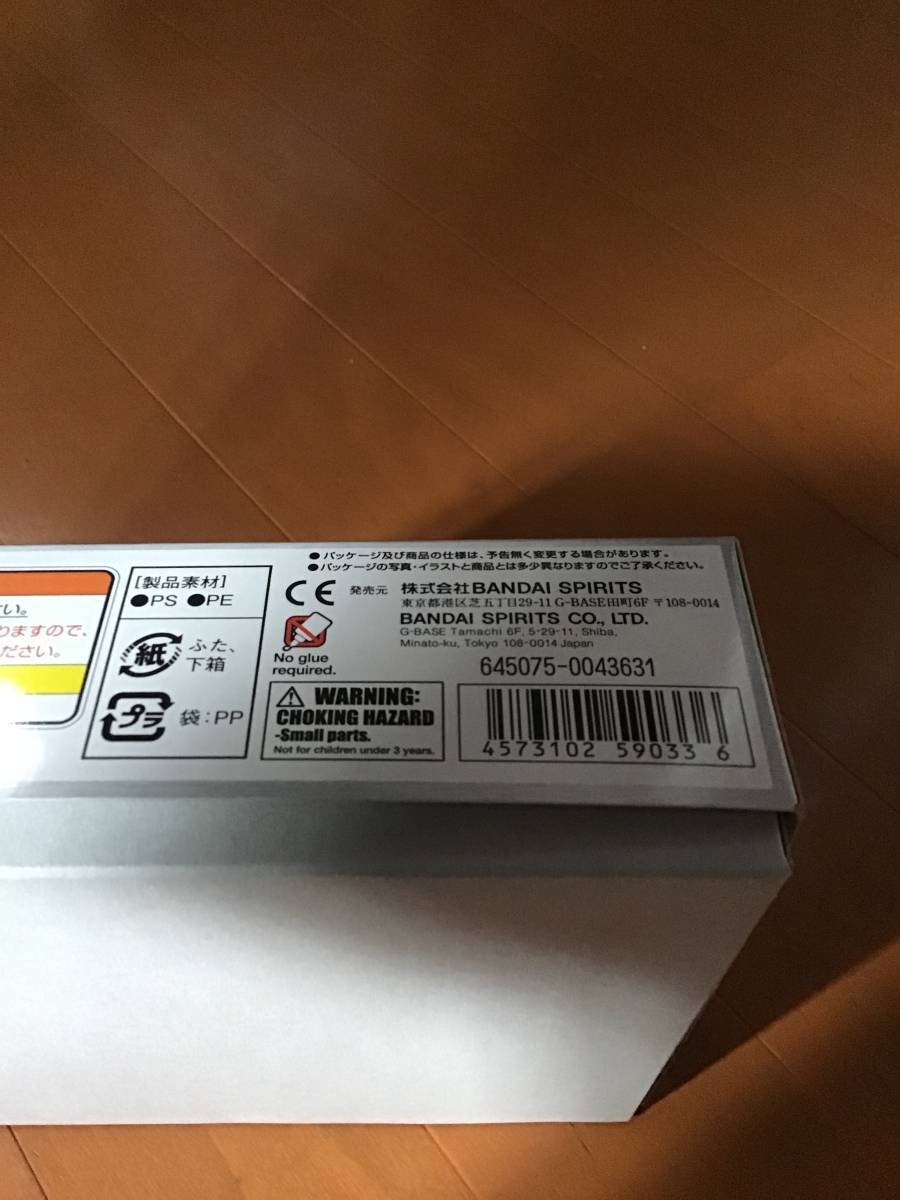 い。
りますので、
ださい。
[製品素材]
●PS ●PE
紙 ふた、
下箱
プラ 袋:PP
●パッケージ及び商品の仕様は、予告無く変更する場合があります。
●パッケージの写真・イラストと商品とは多少異なりますのでご了承ください。
CE 発売元 株式会社BANDAI SPIRITS
東京都港区芝五丁目29-11 G-BASE田町6F 〒108-0014
BANDAI SPIRITS CO., LTD.
G-BASE Tamachi 6F, 5-29-11, Shiba,
Minato-ku, Tokyo 108-0014 Japan
No glue
required.
645075-0043631
WARNING:
CHOKING HAZARD
-Small parts.
Not for children under 3 years.
4573102 59033 6